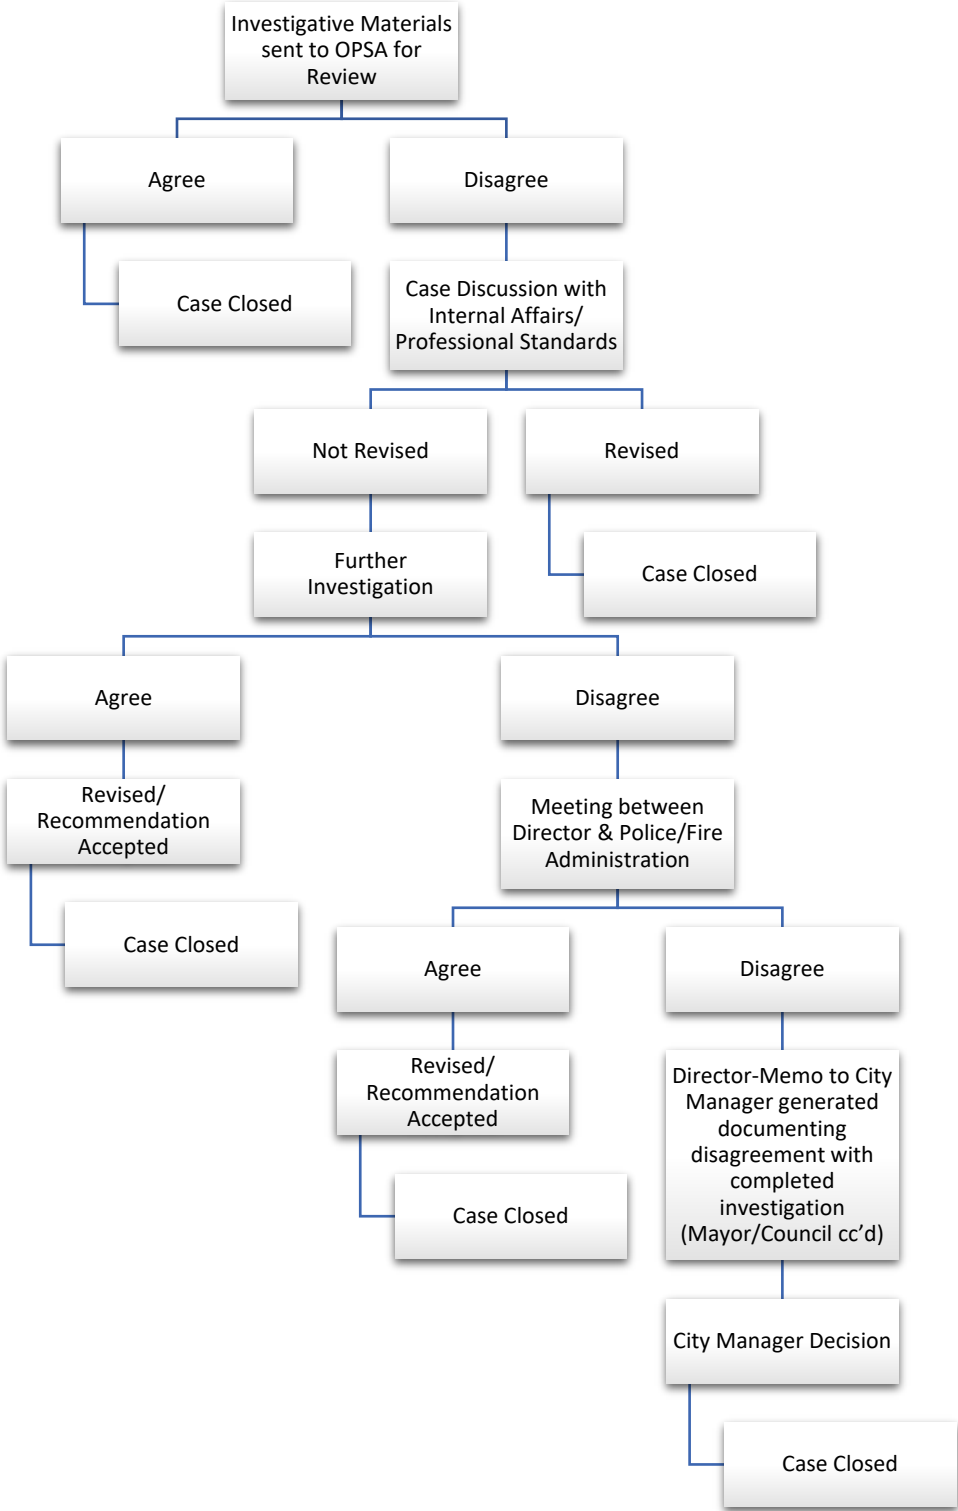 Investigative Materials
sent to OPSA for
Review
Agree
Disagree
Case Closed
Case Discussion with
Internal Affairs/
Professional Standards
Not Revised
Revised
Further
Investigation
Case Closed
Agree
Disagree
Revised/
Recommendation
Accepted
Meeting between
Director & Police/Fire
Administration
Case Closed
Agree
Disagree
Revised/
Recommendation
Accepted
Director-Memo to City
Manager generated
documenting
disagreement with
completed
investigation
(Mayor/Council cc’d)
Case Closed
City Manager Decision
Case Closed